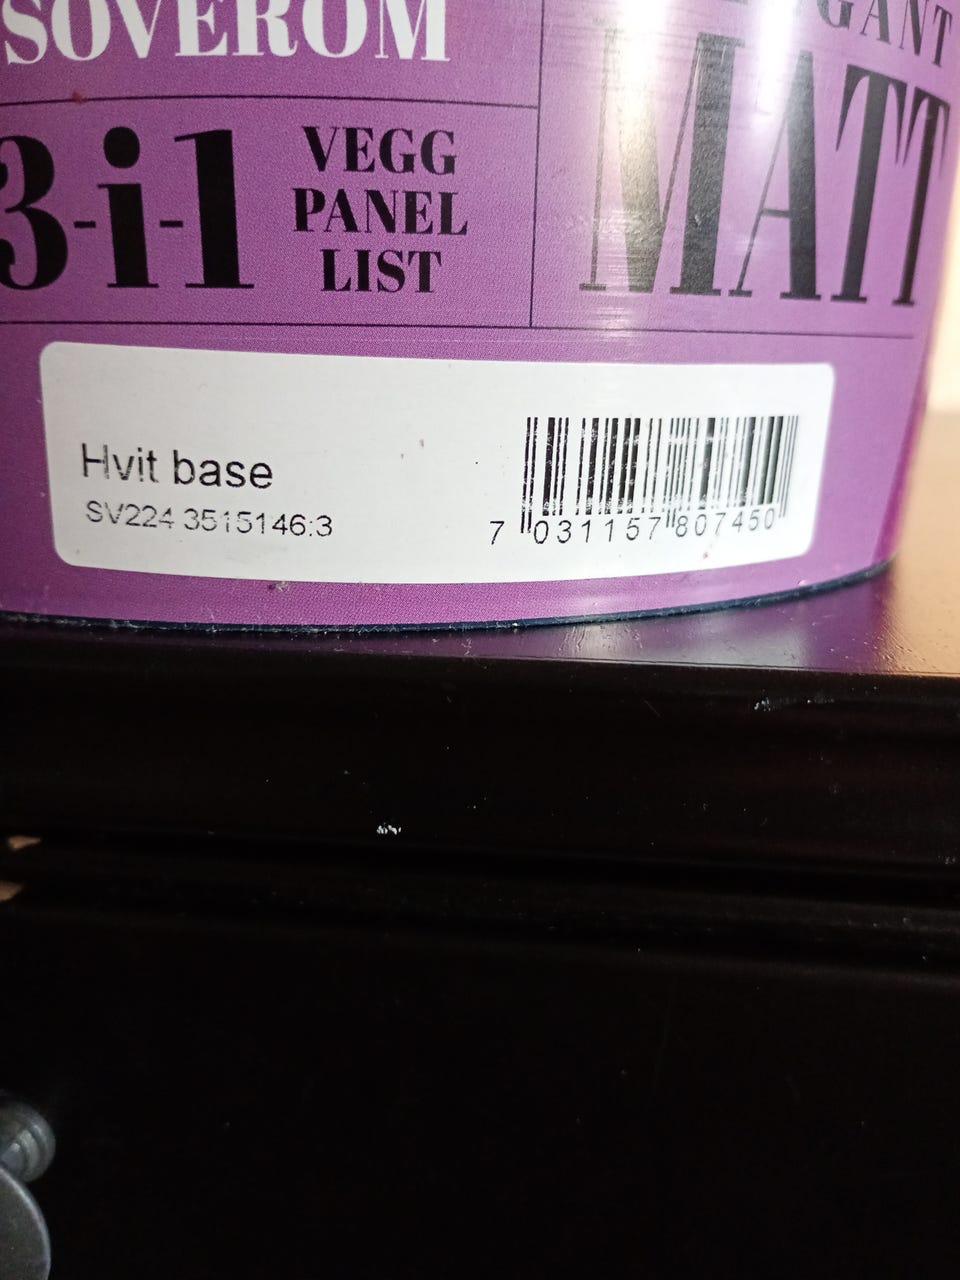 SOVEROM
3-i-1
VEGG
PANEL
LIST
MATT
Hvit base
SV224 3515146:3
7 031157 807450